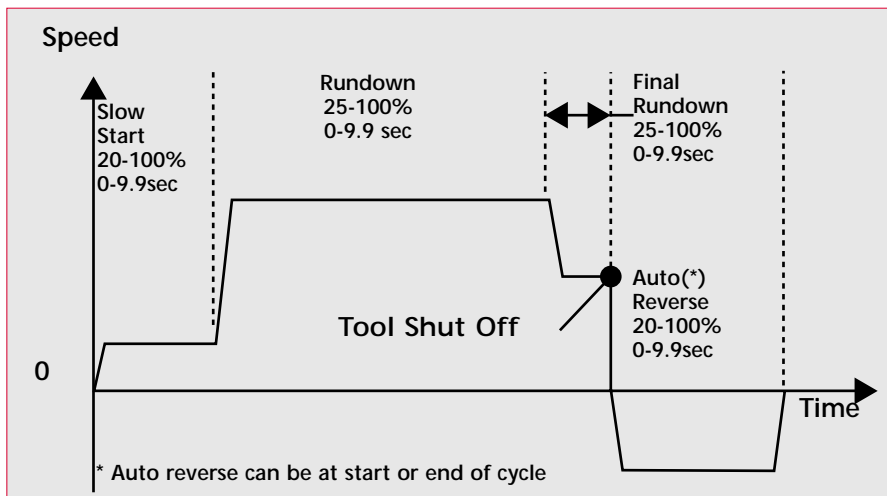 Speed
Slow
Start
20-100%
0-9.9sec
Rundown
25-100%
0-9.9 sec
Final
Rundown
25-100%
0-9.9sec
Tool Shut Off
Auto(*)
Reverse
20-100%
0-9.9sec
0
Time
* Auto reverse can be at start or end of cycle